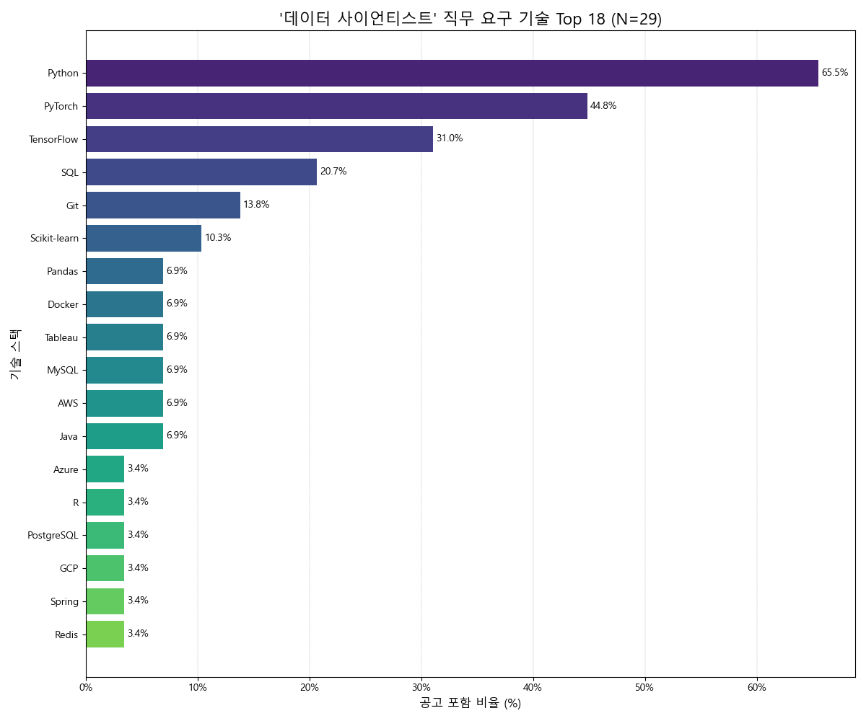 '데이터 사이언티스트' 직무 요구 기술 Top 18 (N=29)
기술 스택
Python 65.5%
PyTorch 44.8%
TensorFlow 31.0%
SQL 20.7%
Git 13.8%
Scikit-learn 10.3%
Pandas 6.9%
Docker 6.9%
Tableau 6.9%
MySQL 6.9%
AWS 6.9%
Java 6.9%
Azure 3.4%
R 3.4%
PostgreSQL 3.4%
GCP 3.4%
Spring 3.4%
Redis 3.4%
0% 10% 20% 30% 40% 50% 60%
공고 포함 비율 (%)